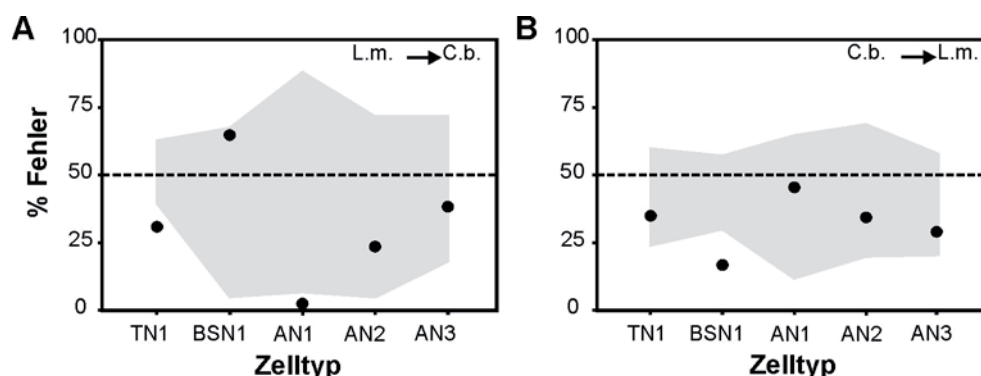 A
100
75
50
25
0
% Fehler
L.m. → C.b.
TN1 BSN1 AN1 AN2 AN3
Zelltyp
B
100
75
50
25
0
C.b. → L.m.
TN1 BSN1 AN1 AN2 AN3
Zelltyp